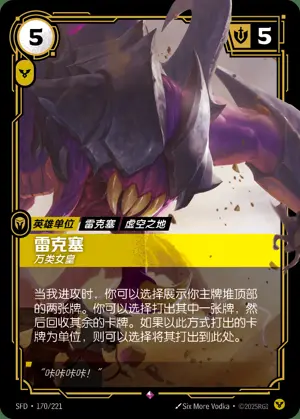 5
5
英雄单位 雷克塞 虚空之地
雷克塞
万类女皇
当我进攻时，你可以选择展示你主牌堆顶部
的两张牌。你可以选择打出其中一张牌，然
后回收其余的卡牌。如果以此方式打出的卡
牌为单位，则可以选择将其打出到此处。
“咔咔咔咔！”
SFD · 170/221
Six More Vodka · ©2025RGI